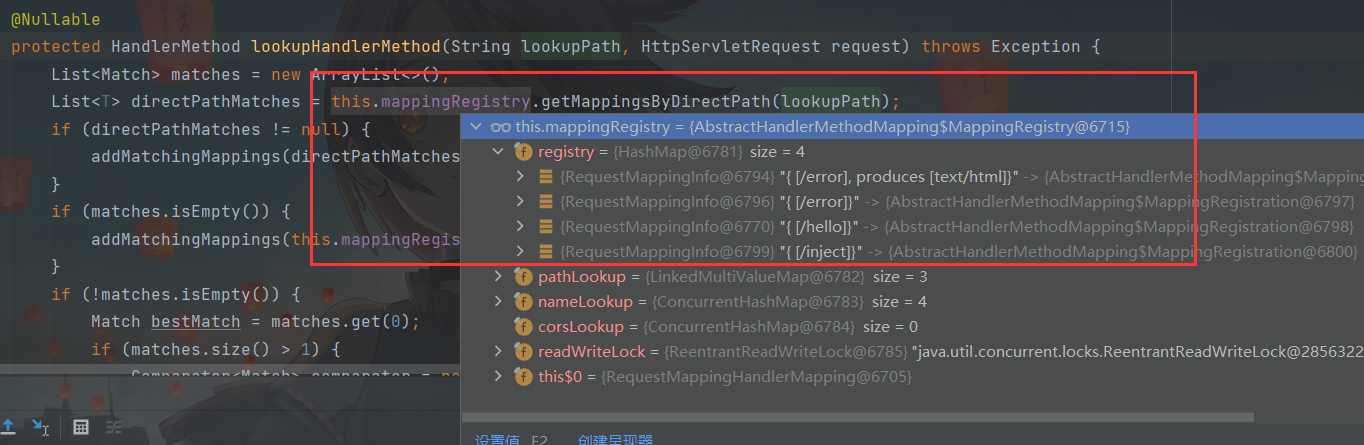 @Nullable
protected HandlerMethod lookupHandlerMethod(String lookupPath, HttpServletRequest request) throws Exception {
List<Match> matches = new ArrayList<>();
List<T> directPathMatches = this.mappingRegistry.getMappingsByDirectPath(lookupPath);
if (directPathMatches != null) {
this.mappingRegistry = {AbstractHandlerMethodMapping$MappingRegistry@6715}
addMatchingMappings(directPathMatches
registry = {HashMap@6781} size = 4
}
{RequestMappingInfo@6794} "{ [/error], produces [text/html]}" -> {AbstractHandlerMethodMapping$Mapping
if (matches.isEmpty()) {
{RequestMappingInfo@6796} "{ [/error]}" -> {AbstractHandlerMethodMapping$MappingRegistration@6797}
addMatchingMappings(this.mappingRegis
{RequestMappingInfo@6770} "{ [/hello]}" -> {AbstractHandlerMethodMapping$MappingRegistration@6798}
}
{RequestMappingInfo@6799} "{ [/inject]}" -> {AbstractHandlerMethodMapping$MappingRegistration@6800}
pathLookup = {LinkedMultiValueMap@6782} size = 3
if (!matches.isEmpty()) {
nameLookup = {ConcurrentHashMap@6783} size = 4
Match bestMatch = matches.get(0);
corsLookup = {ConcurrentHashMap@6784} size = 0
if (matches.size() > 1) {
readWriteLock = {ReentrantReadWriteLock@6785} "java.util.concurrent.locks.ReentrantReadWriteLock@2856322
this$0 = {RequestMappingHandlerMapping@6705}
设置值 F2 创建呈现器